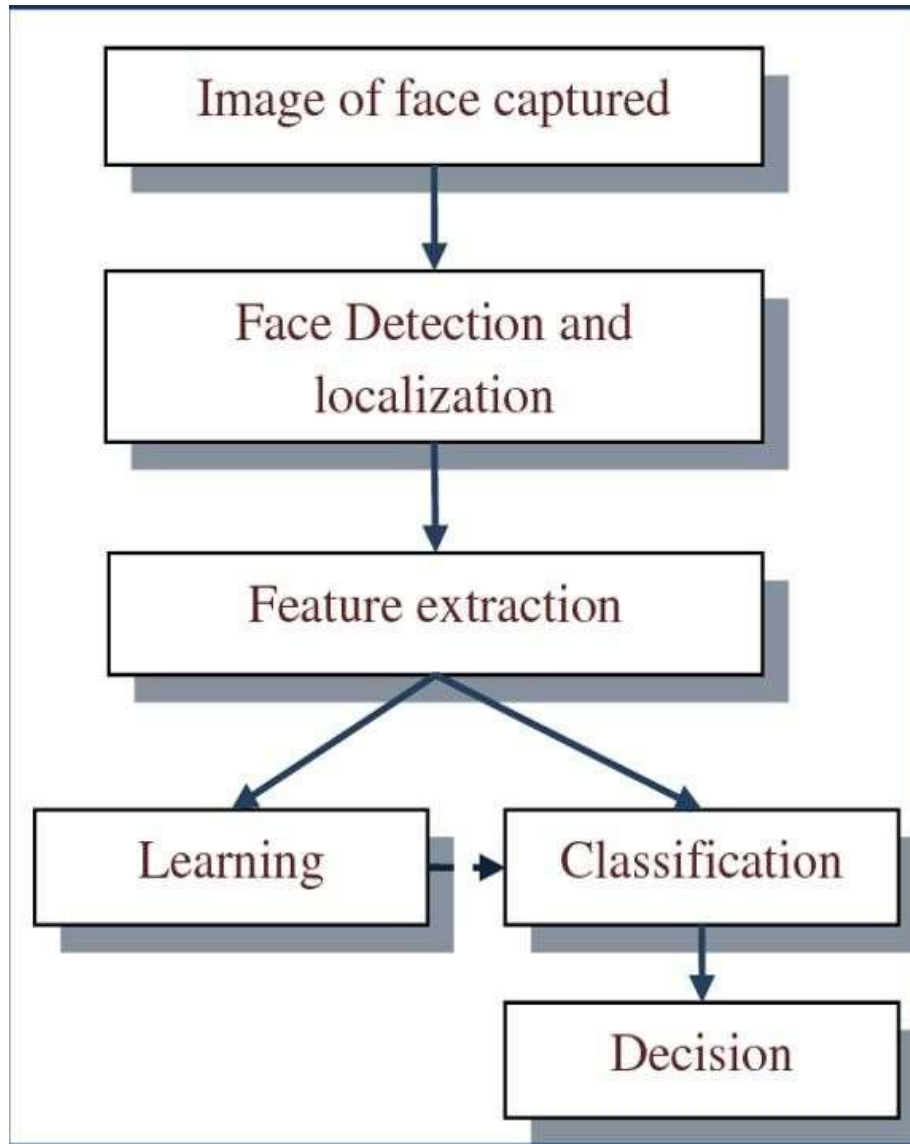 Image of face captured
Face Detection and
localization
Feature extraction
Learning
Classification
Decision